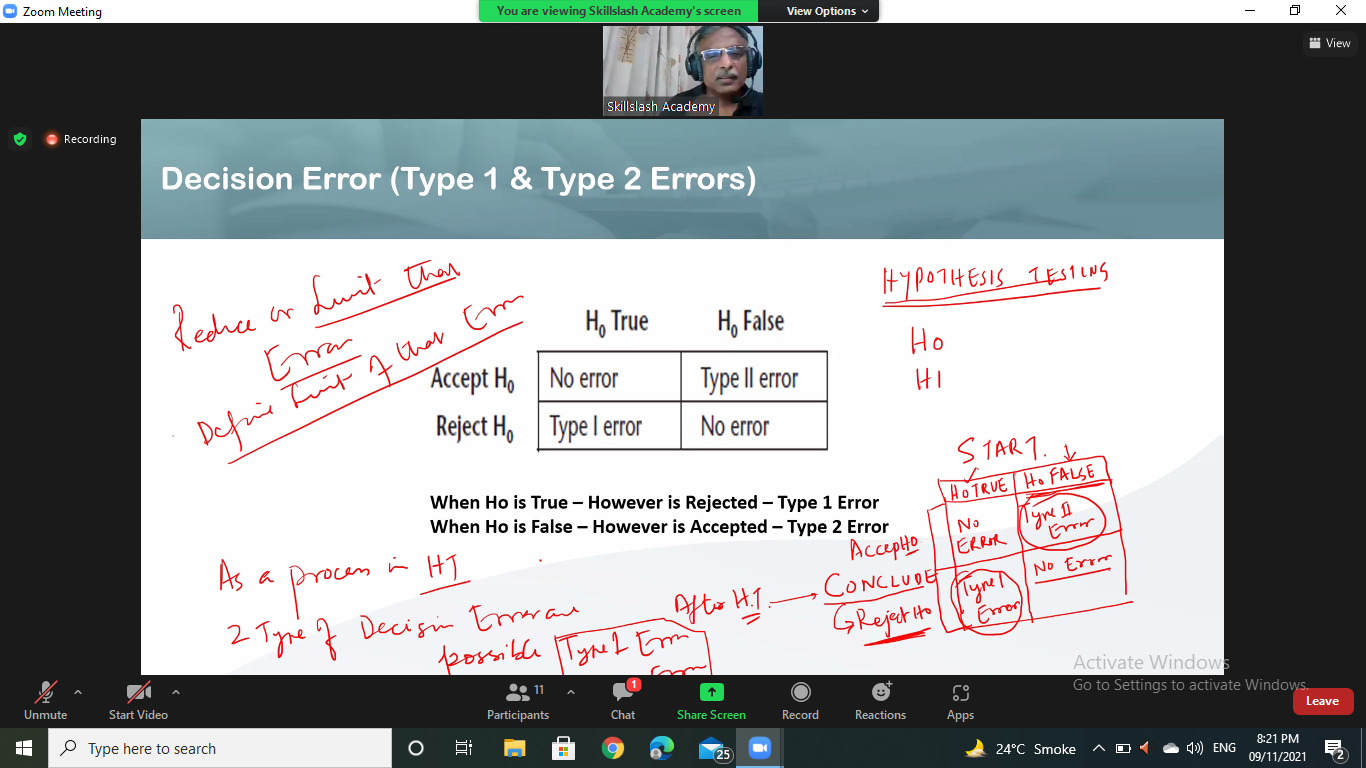 Zoom Meeting
You are viewing Skillslash Academy's screen
View Options
View
Skillslash Academy
Recording
Decision Error (Type 1 & Type 2 Errors)
Reduce or Limit that
Error
Define Limit of that Error
HYPOTHESIS TESTING
H0
H1
H₀ True H₀ False
Accept H₀ No error Type II error
Reject H₀ Type I error No error
When Ho is True – However is Rejected – Type 1 Error
When Ho is False – However is Accepted – Type 2 Error
START.
Ho TRUE Ho FALSE
Accep Ho NO ERROR Type II Error
CONCLUDE
Reject Ho Type I Error No Error
As a process in HT
2 Type of Decision Error are
possible Type I Error
Error
After H.T.
Activate Windows
Go to Settings to activate Windows.
Unmute
Start Video
Participants
11
Chat
1
Share Screen
Record
Reactions
Apps
Leave
Type here to search
25
24°C Smoke
ENG
8:21 PM
09/11/2021
2